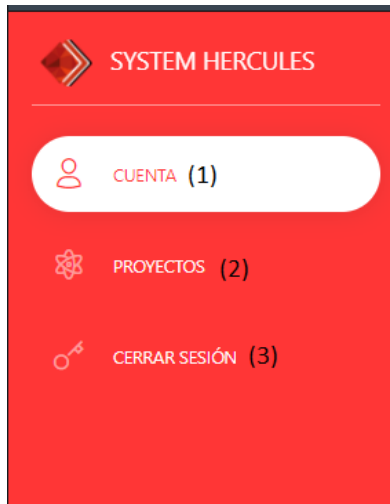 SYSTEM HERCULES
CUENTA (1)
PROYECTOS (2)
CERRAR SESIÓN (3)